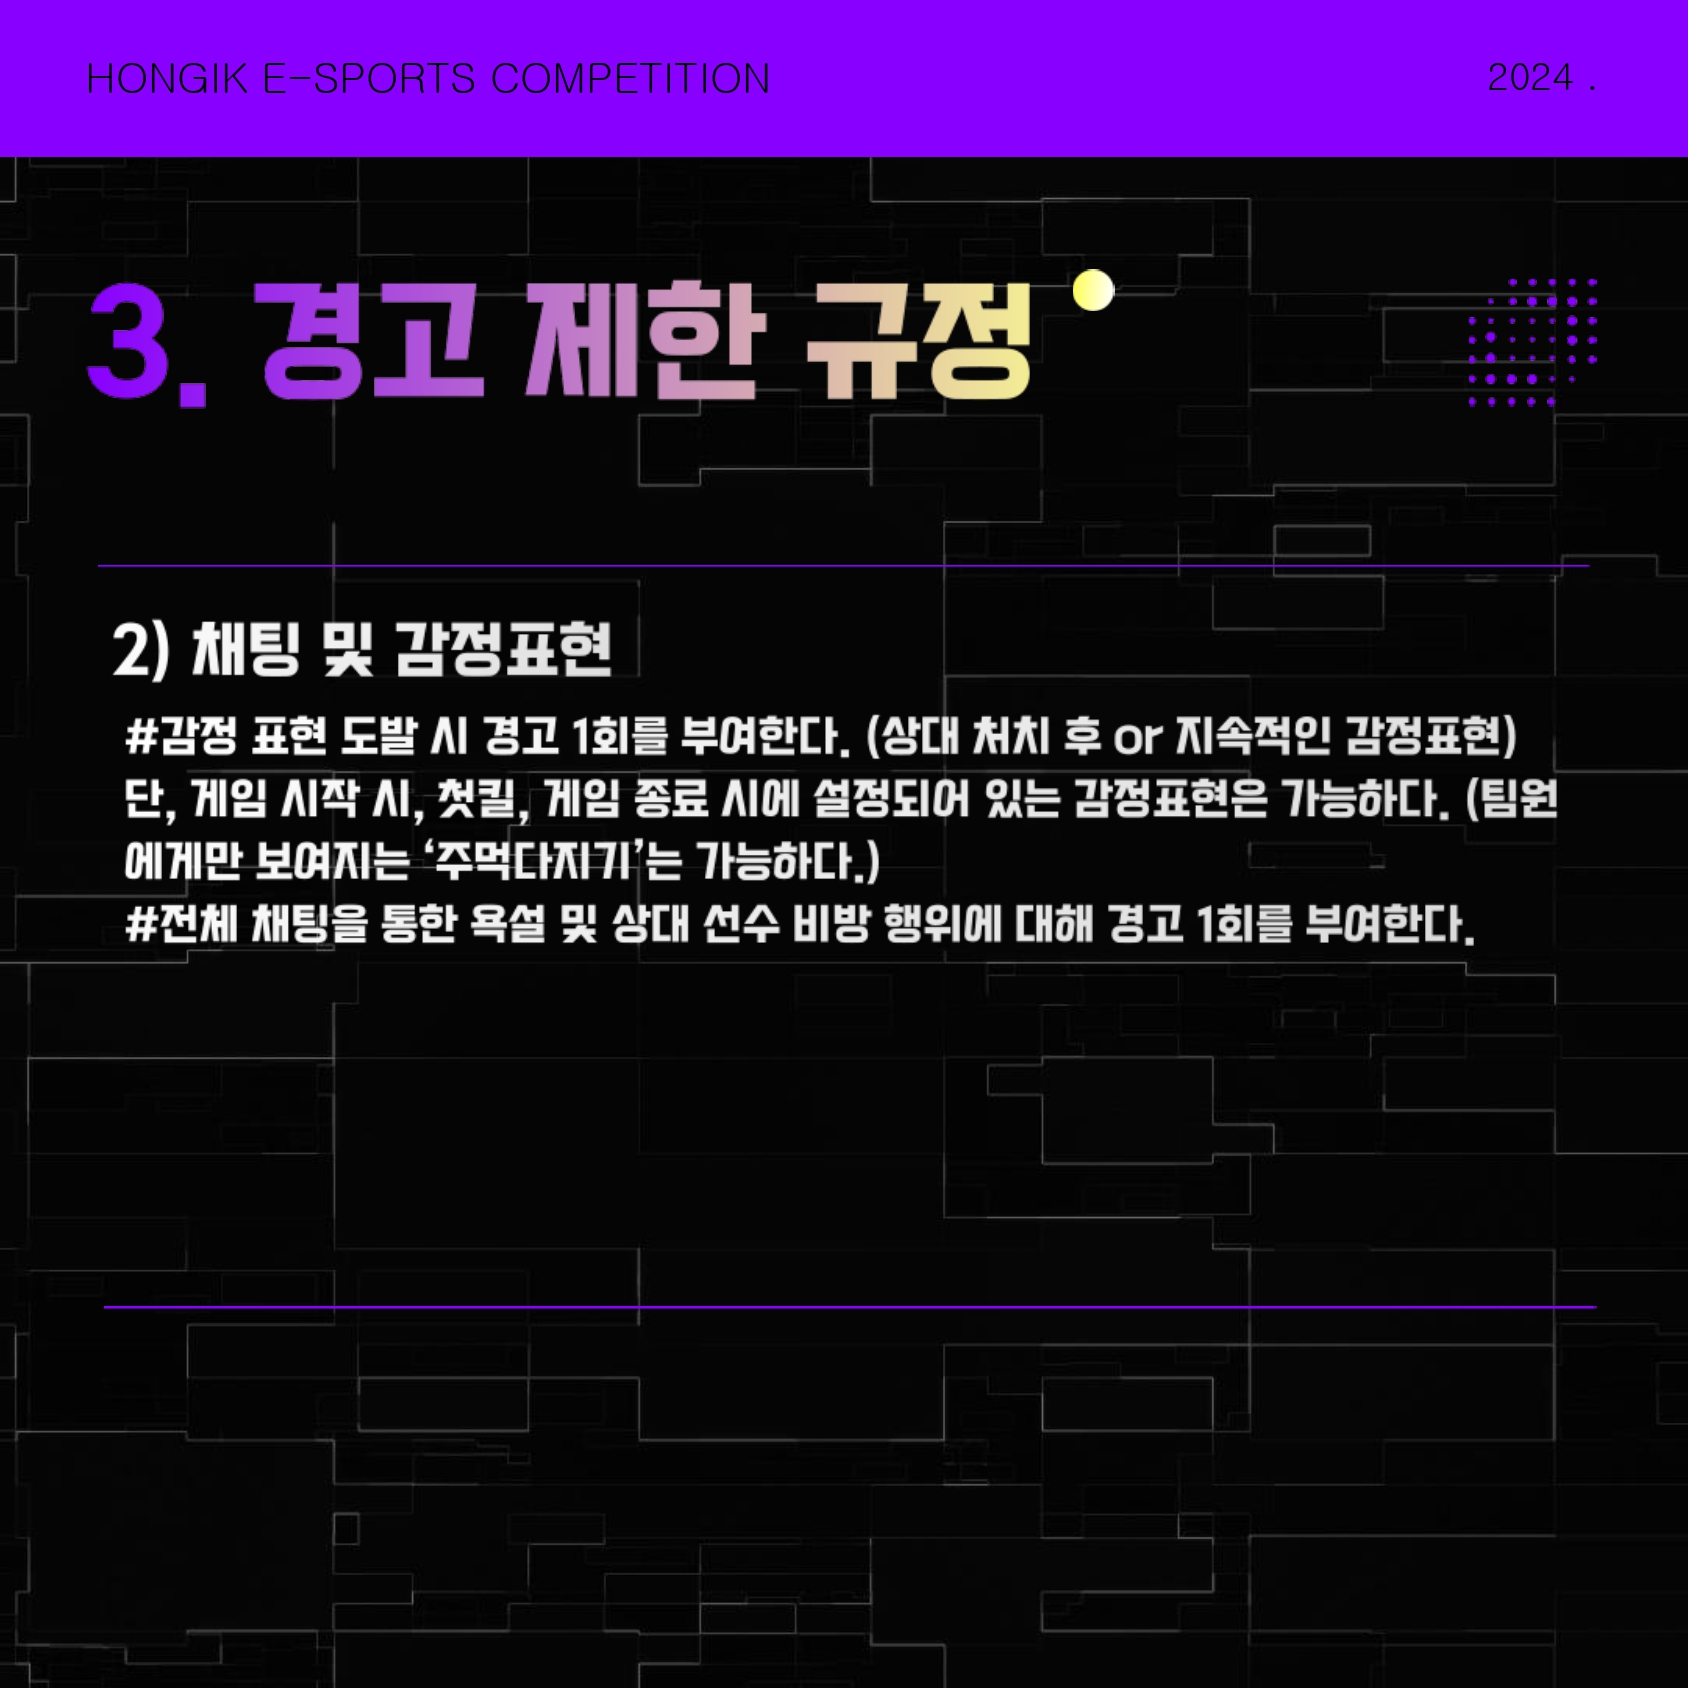 HONGIK E-SPORTS COMPETITION
2024 .
3. 경고 제한 규정
2) 채팅 및 감정표현
#감정 표현 도발 시 경고 1회를 부여한다. (상대 처치 후 or 지속적인 감정표현)
단, 게임 시작 시, 첫킬, 게임 종료 시에 설정되어 있는 감정표현은 가능하다. (팀원
에게만 보여지는 ‘주먹다지기’는 가능하다.)
#전체 채팅을 통한 욕설 및 상대 선수 비방 행위에 대해 경고 1회를 부여한다.